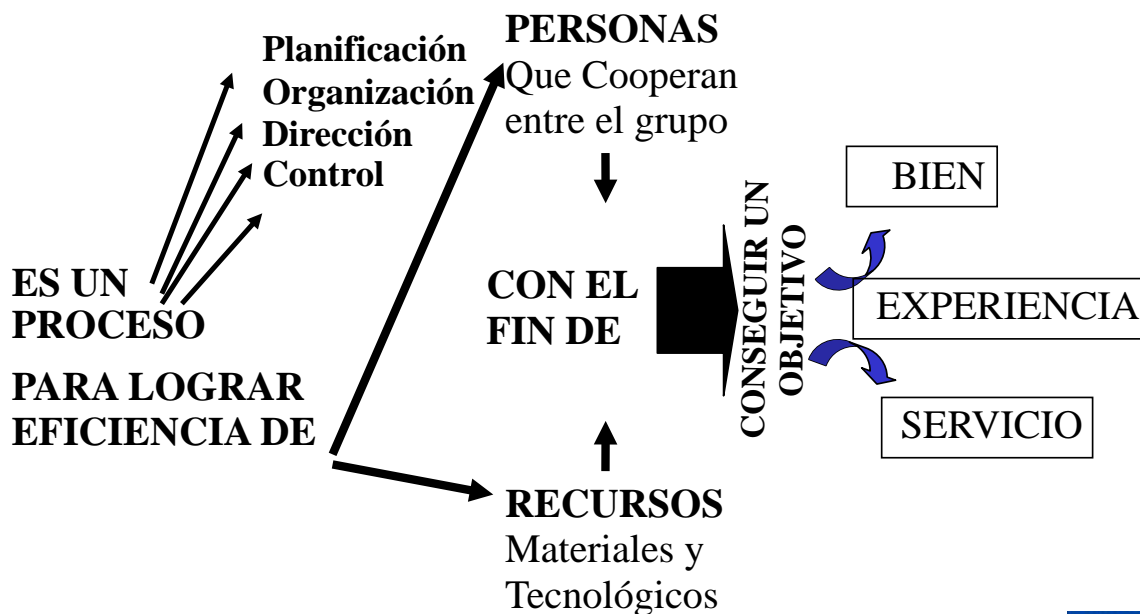 Planificación
Organización
Dirección
Control
ES UN
PROCESO
PARA LOGRAR
EFICIENCIA DE
PERSONAS
Que Cooperan
entre el grupo
CON EL
FIN DE
RECURSOS
Materiales y
Tecnológicos
CONSEGUIR UN
OBJETIVO
BIEN
EXPERIENCIA
SERVICIO